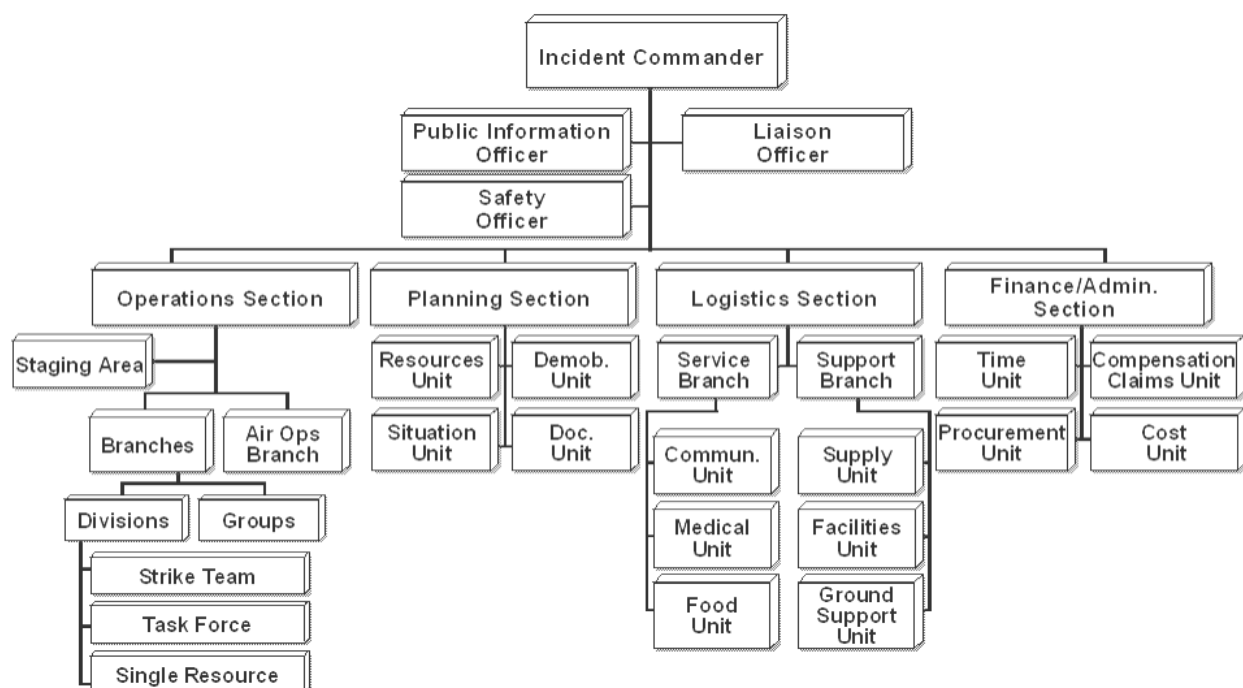 Incident Commander
Public Information
Officer
Liaison
Officer
Safety
Officer
Operations Section
Planning Section
Logistics Section
Finance/Admin.
Section
Staging Area
Resources
Unit
Demob.
Unit
Service
Branch
Support
Branch
Time
Unit
Compensation
Claims Unit
Branches
Air Ops
Branch
Situation
Unit
Doc.
Unit
Commun.
Unit
Supply
Unit
Procurement
Unit
Cost
Unit
Divisions
Groups
Medical
Unit
Facilities
Unit
Strike Team
Task Force
Food
Unit
Ground
Support
Unit
Single Resource